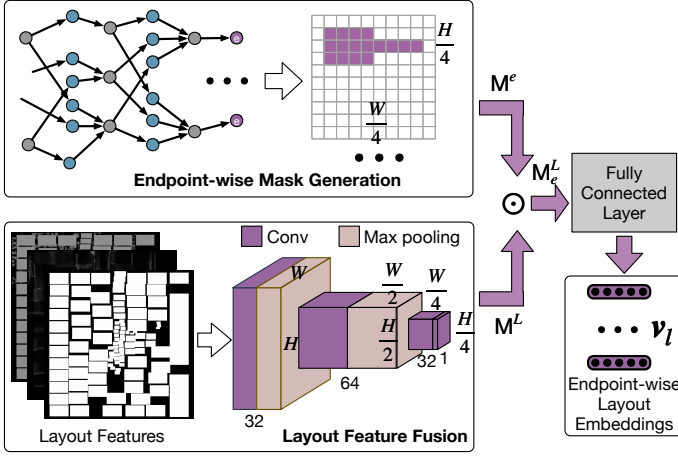 e
e
H
4
W
4
Endpoint-wise Mask Generation
M^e
M_e^L
Fully
Connected
Layer
M^L
Conv
Max pooling
W
H
32
W
2
H
2
64
W
4
H
4
32
1
Layout Features
Layout Feature Fusion
v_l
Endpoint-wise
Layout
Embeddings